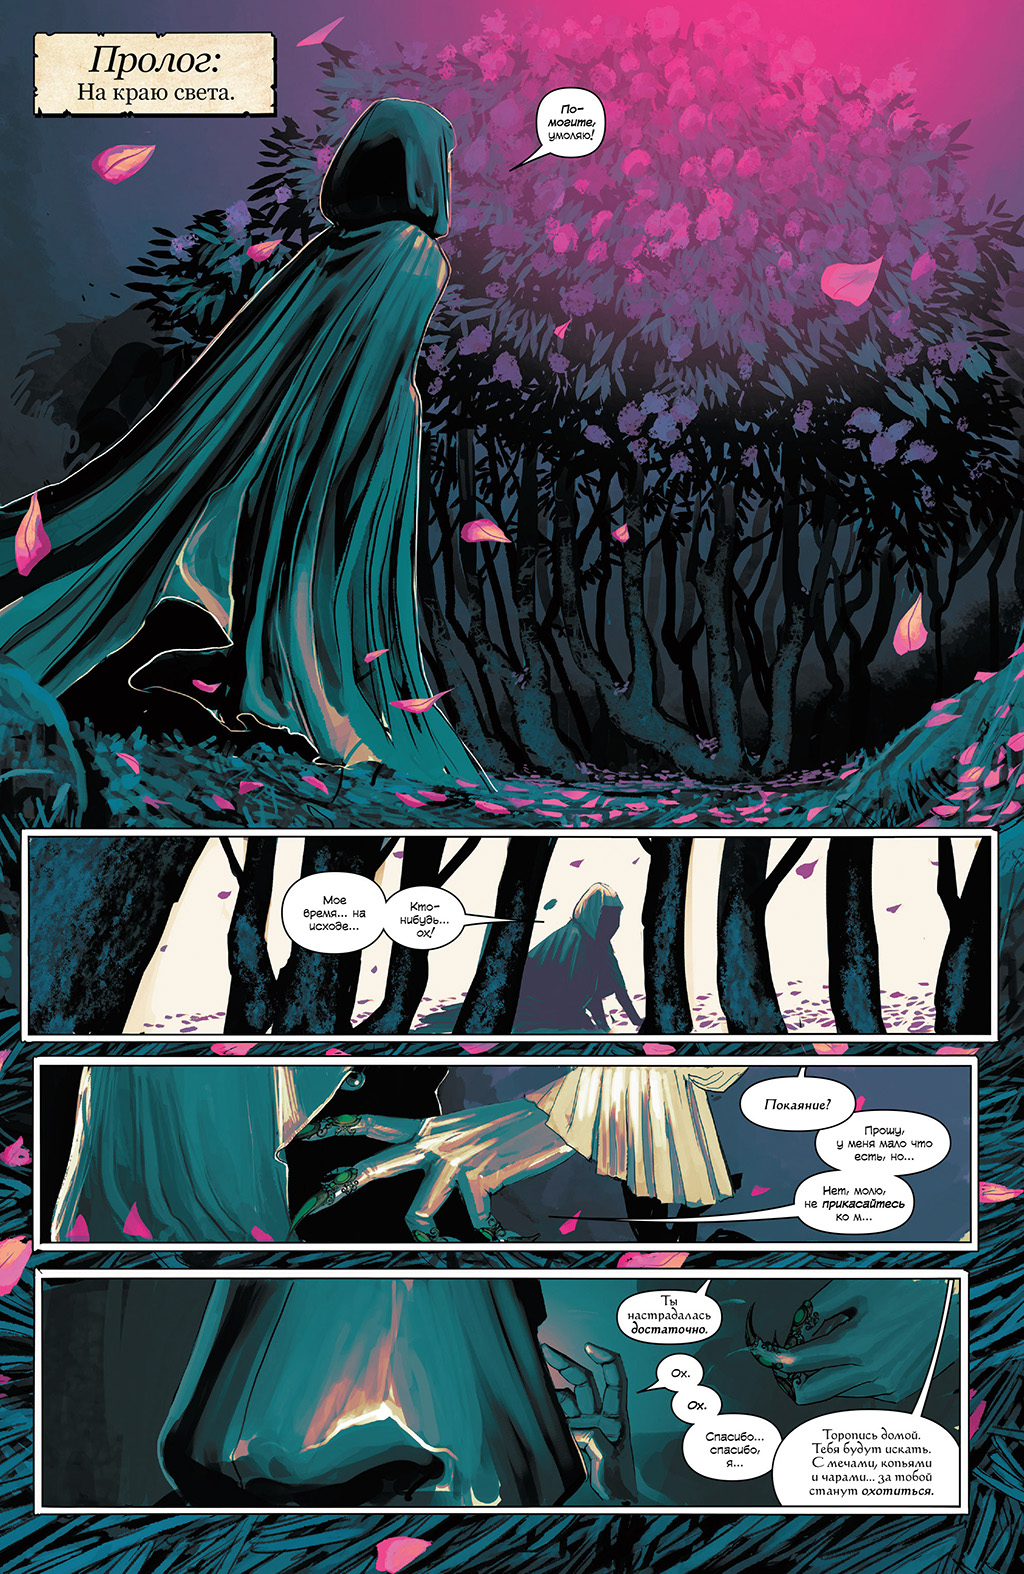 Пролог:
На краю света.
По-
могите,
умоляю!
Мое
время... на
исходе...
Кто-
нибудь...
ох!
Покаяние?
Прошу,
у меня мало что
есть, но...
Нет, молю,
не прикасайтесь
ко м...
Ты
настрадалась
достаточно.
Ох.
Ох.
Спасибо...
спасибо,
я...
Торопись домой.
Тебя будут искать.
С мечами, копьями
и чарами... за тобой
станут охотиться.